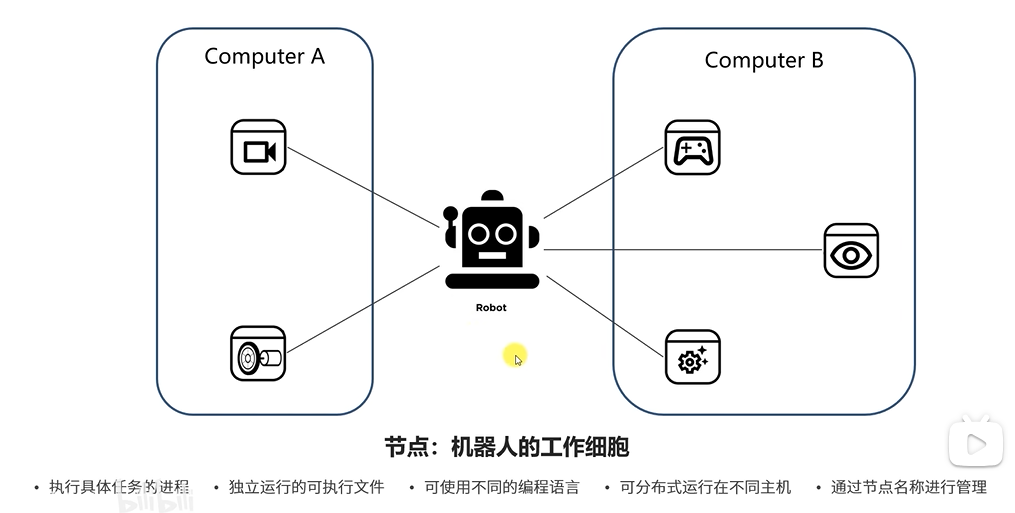 Computer A
Computer B
Robot
节点：机器人的工作细胞
• 执行具体任务的进程 • 独立运行的可执行文件 • 可使用不同的编程语言 • 可分布式运行在不同主机 • 通过节点名称进行管理
bilibili